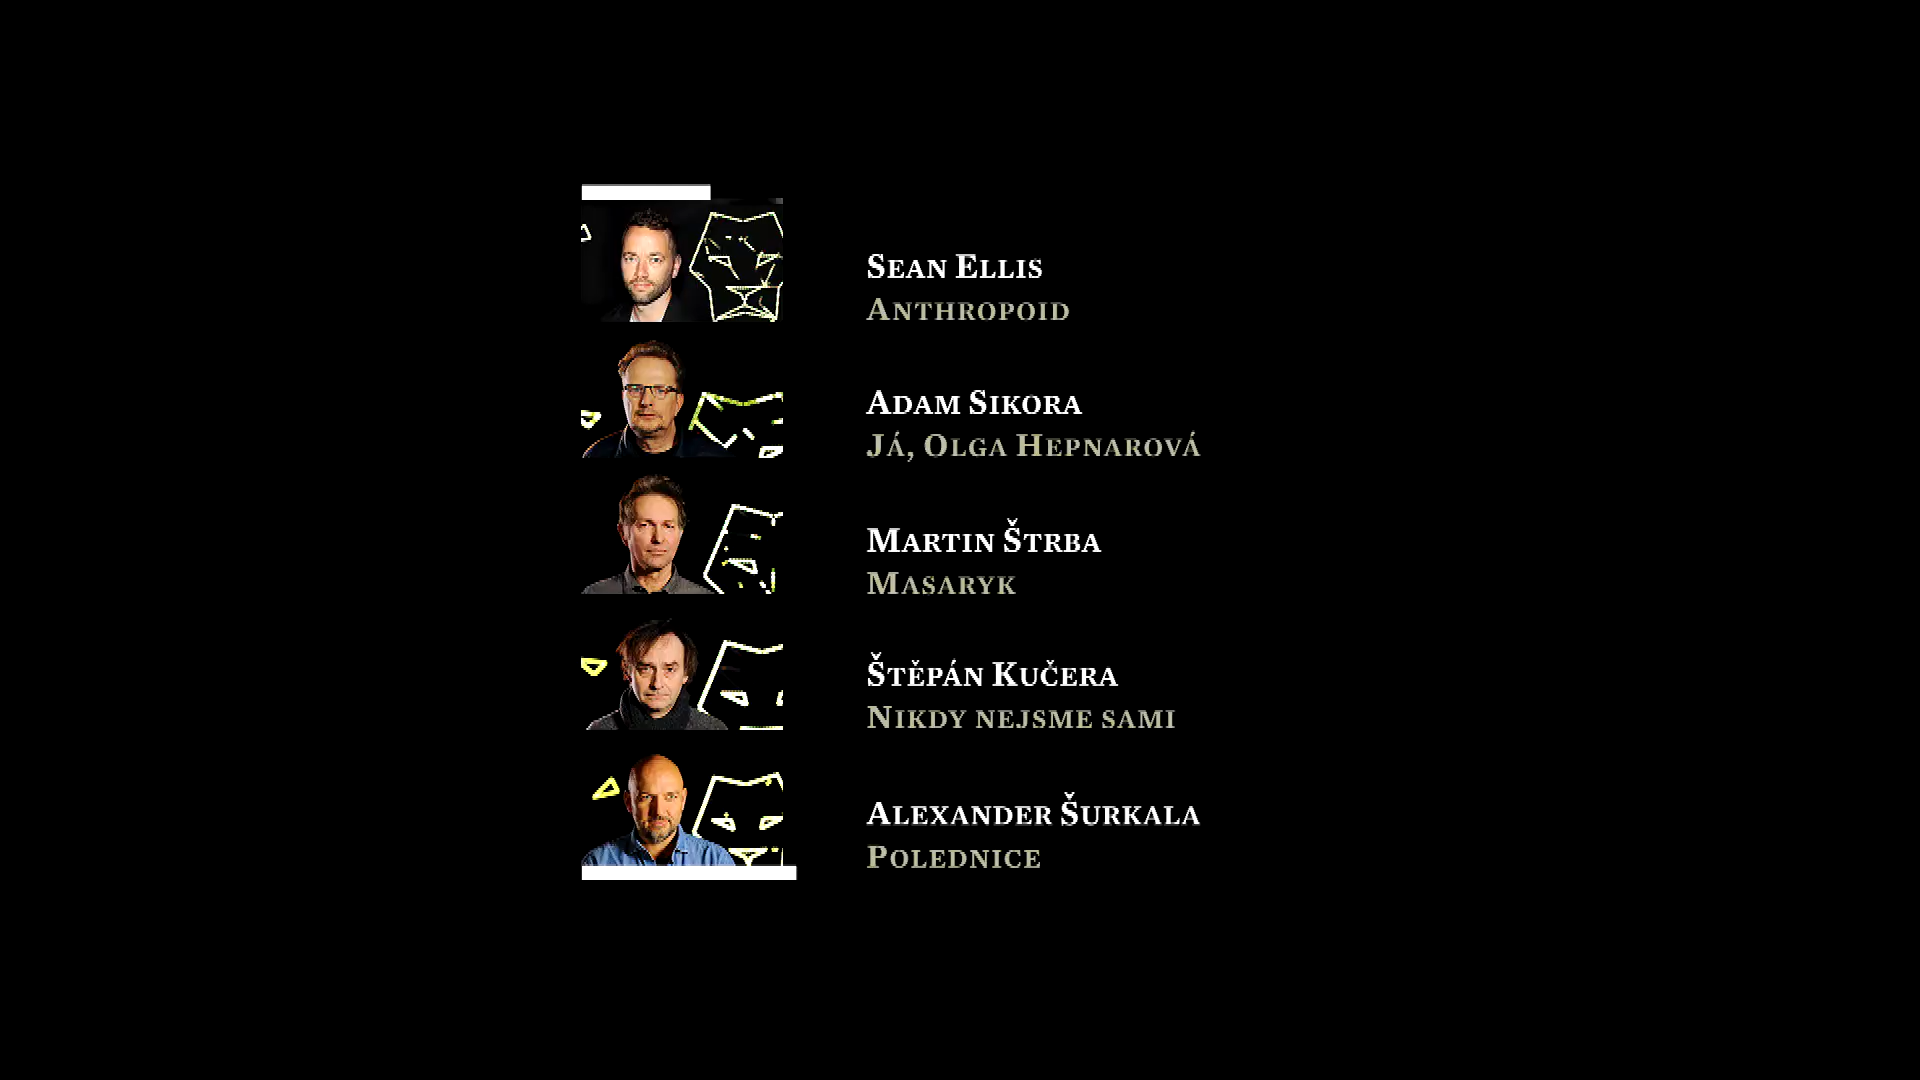 Sean Ellis
Anthropoid
Adam Sikora
Já, Olga Hepnarová
Martin Štrba
Masaryk
Štěpán Kučera
Nikdy nejsme sami
Alexander Šurkala
Polednice